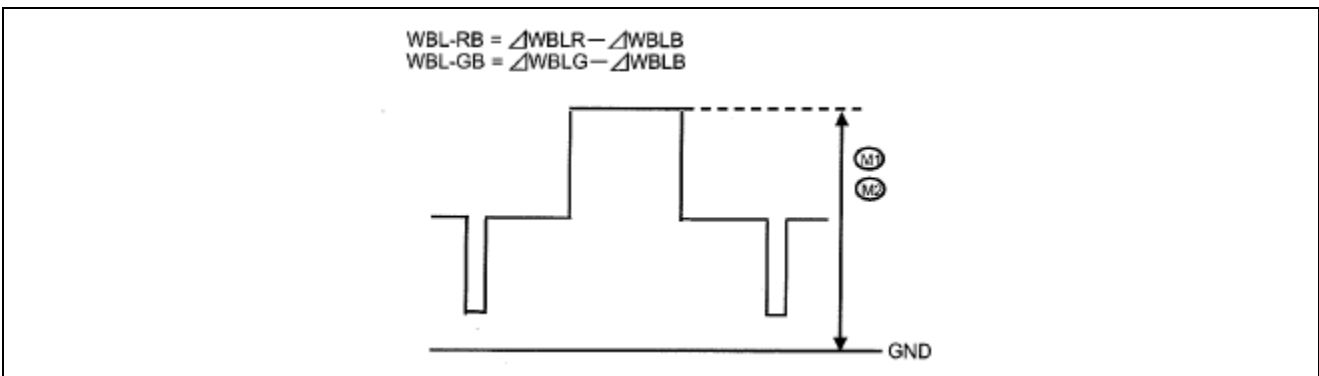 WBL-RB = ⊿WBLR－⊿WBLB
WBL-GB = ⊿WBLG－⊿WBLB
M1
M2
GND